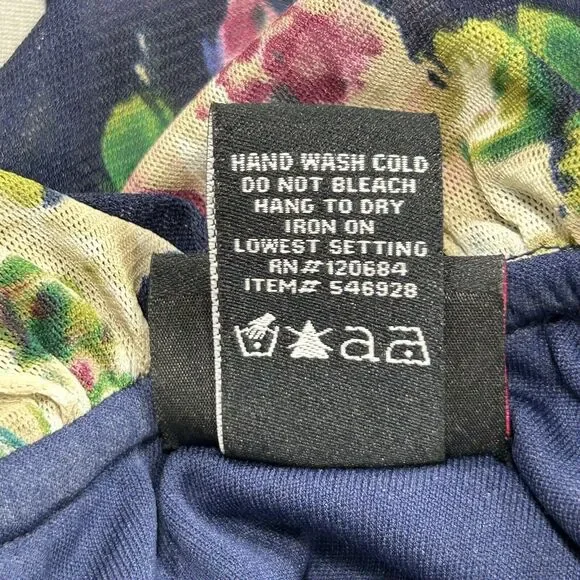 HAND WASH COLD
DO NOT BLEACH
HANG TO DRY
IRON ON
LOWEST SETTING
RN# 120684
ITEM# 546928